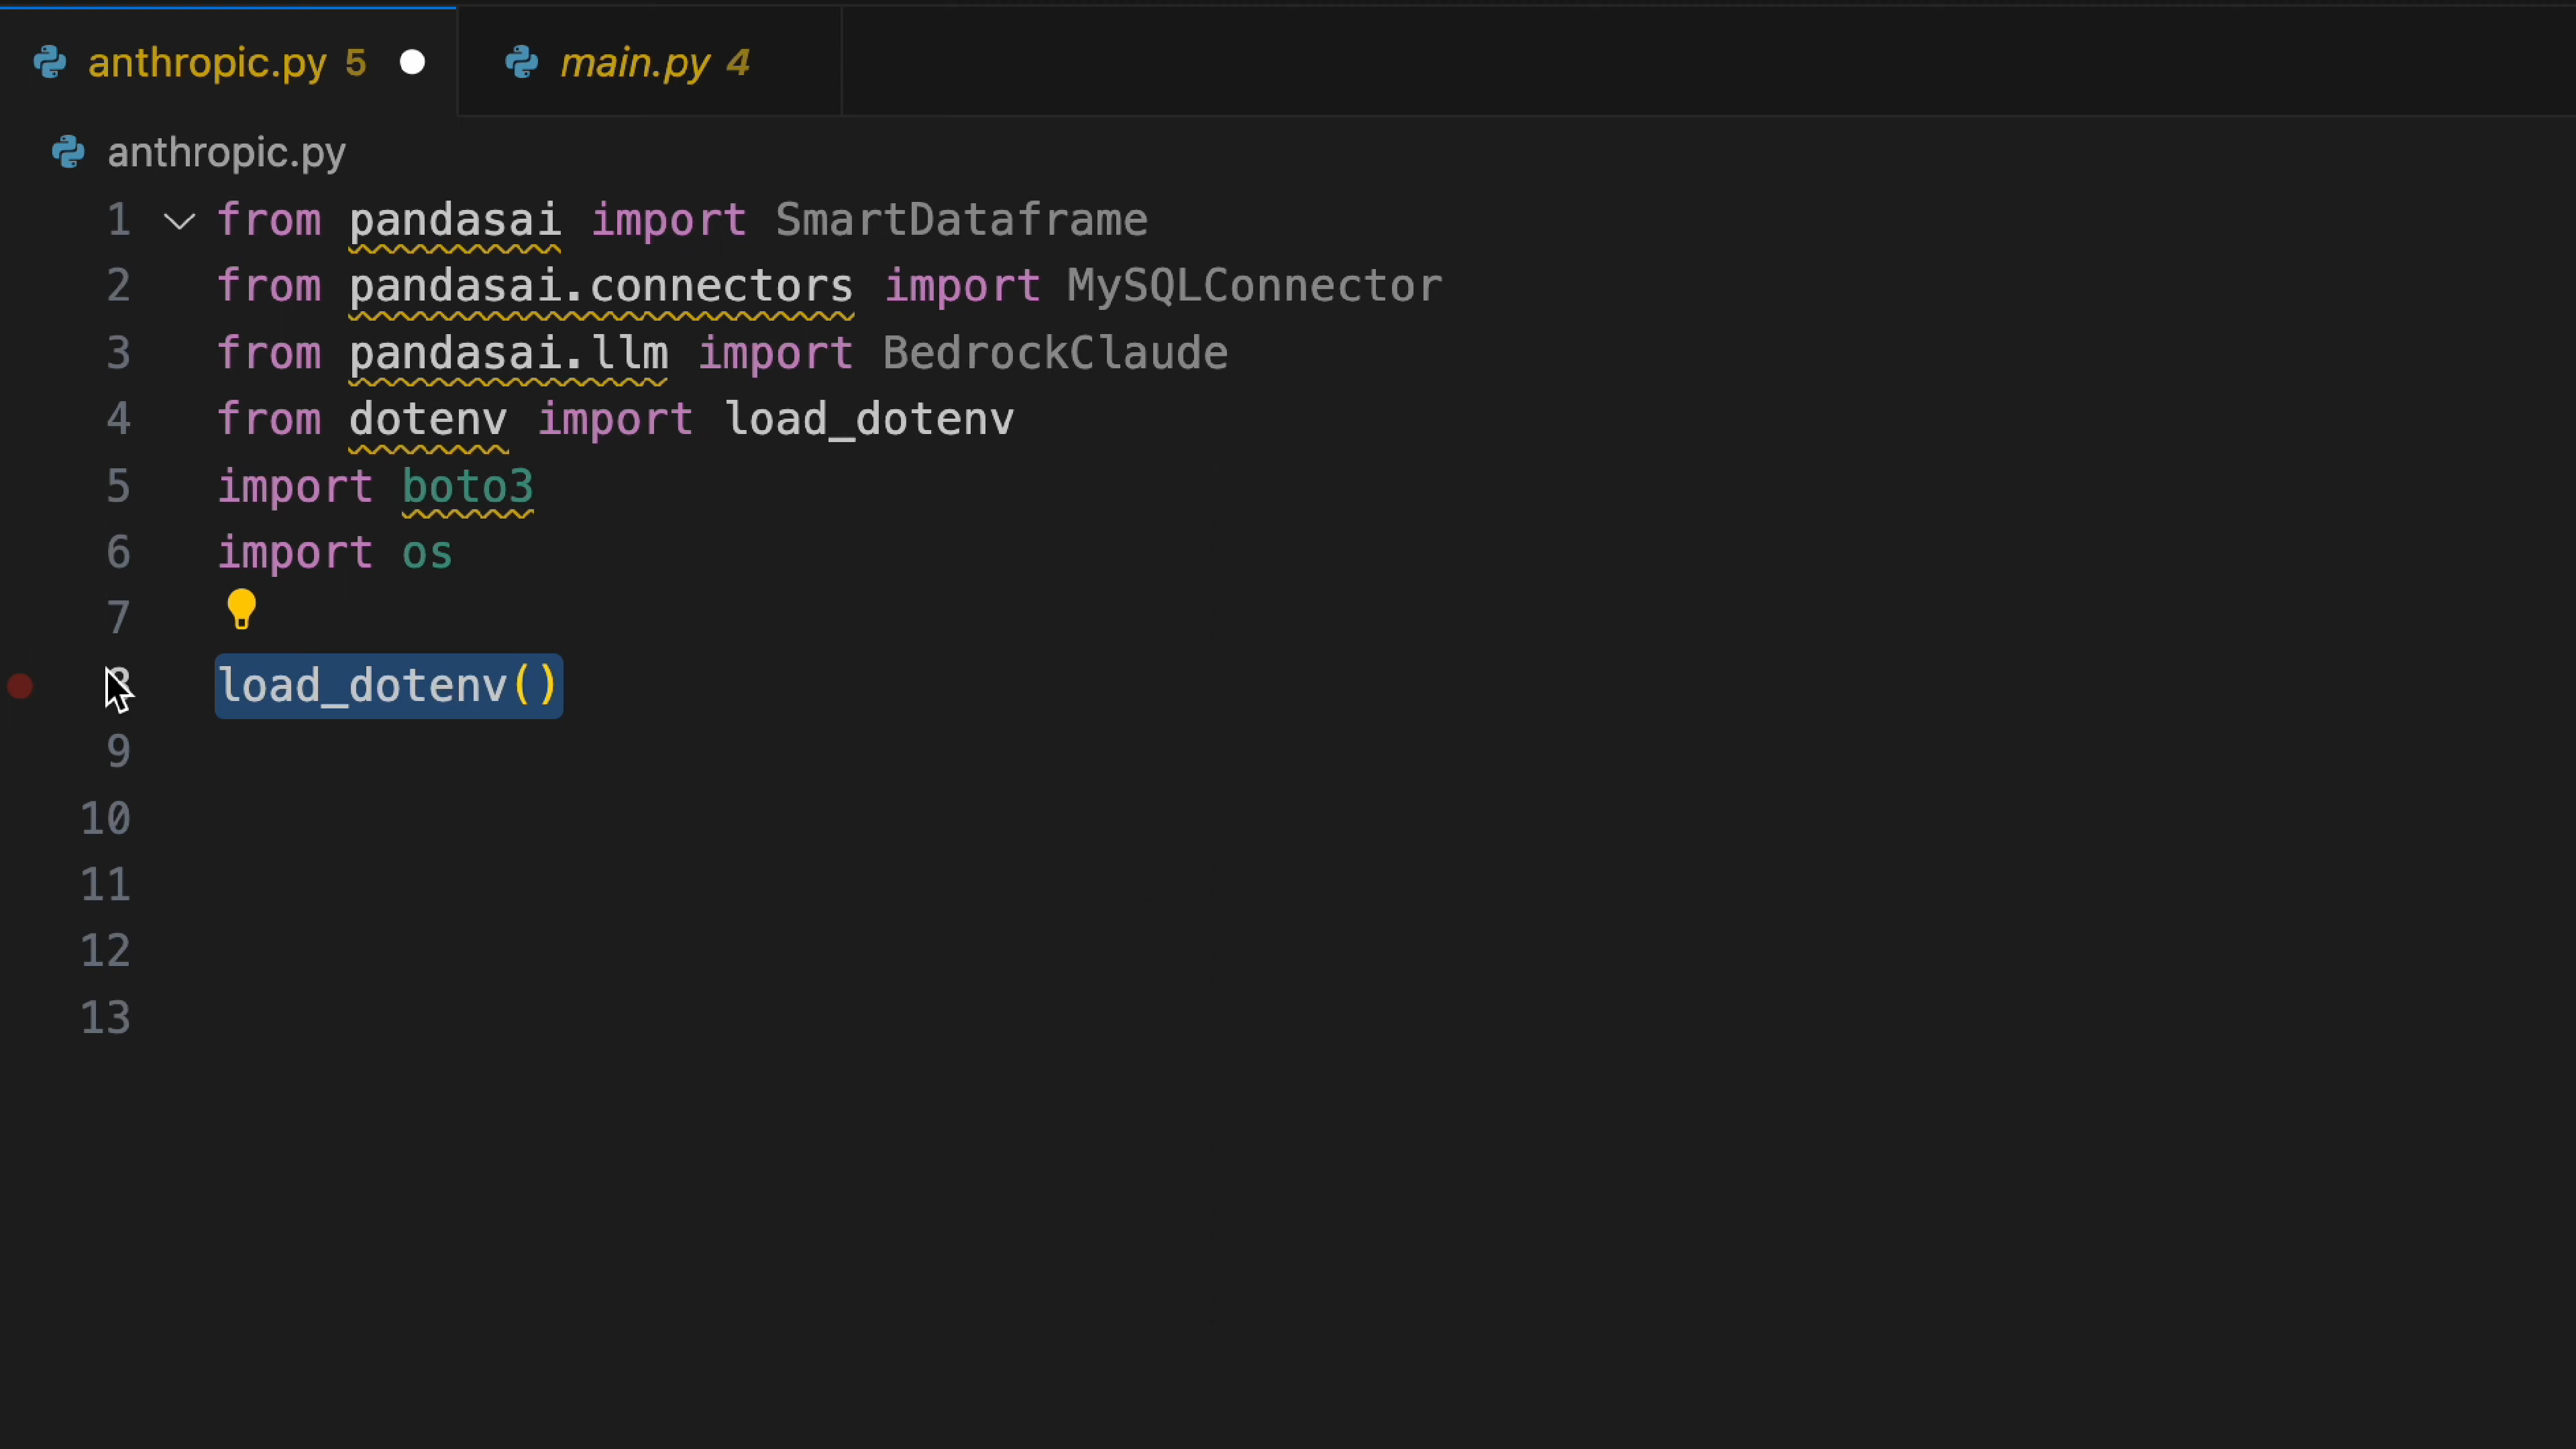 anthropic.py 5 main.py 4
anthropic.py
1 from pandasai import SmartDataframe
2 from pandasai.connectors import MySQLConnector
3 from pandasai.llm import BedrockClaude
4 from dotenv import load_dotenv
5 import boto3
6 import os
7
8 load_dotenv()
9
10
11
12
13